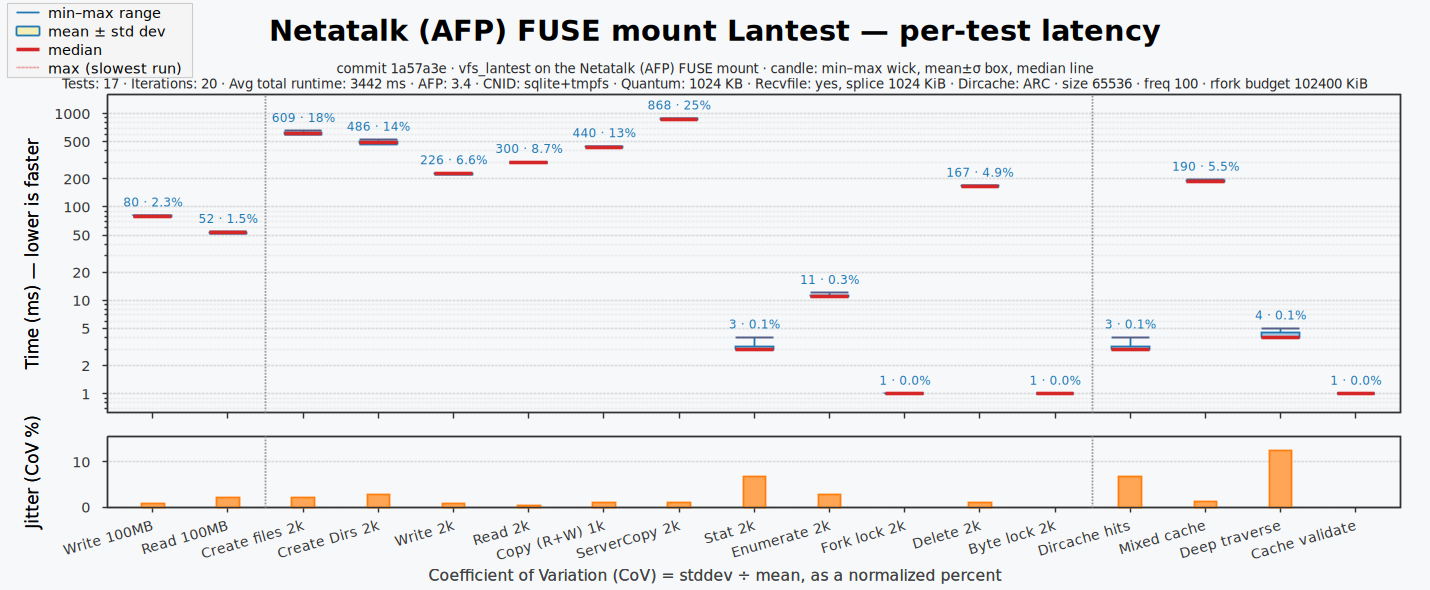 min–max range
mean ± std dev
median
max (slowest run)
Netatalk (AFP) FUSE mount Lantest — per-test latency
commit 1a57a3e · vfs_lantest on the Netatalk (AFP) FUSE mount · candle: min–max wick, mean±σ box, median line
Tests: 17 · Iterations: 20 · Avg total runtime: 3442 ms · AFP: 3.4 · CNID: sqlite+tmpfs · Quantum: 1024 KB · Recvfile: yes, splice 1024 KiB · Dircache: ARC · size 65536 · freq 100 · rfork budget 102400 KiB
Time (ms) — lower is faster
1000
500
200
100
50
20
10
5
2
1
80 · 2.3%
52 · 1.5%
609 · 18%
486 · 14%
226 · 6.6%
300 · 8.7%
440 · 13%
868 · 25%
3 · 0.1%
11 · 0.3%
1 · 0.0%
167 · 4.9%
1 · 0.0%
3 · 0.1%
190 · 5.5%
4 · 0.1%
1 · 0.0%
Jitter (CoV %)
10
0
Write 100MB
Read 100MB
Create files 2k
Create Dirs 2k
Write 2k
Read 2k
Copy (R+W) 1k
ServerCopy 2k
Stat 2k
Enumerate 2k
Fork lock 2k
Delete 2k
Byte lock 2k
Dircache hits
Mixed cache
Deep traverse
Cache validate
Coefficient of Variation (CoV) = stddev ÷ mean, as a normalized percent